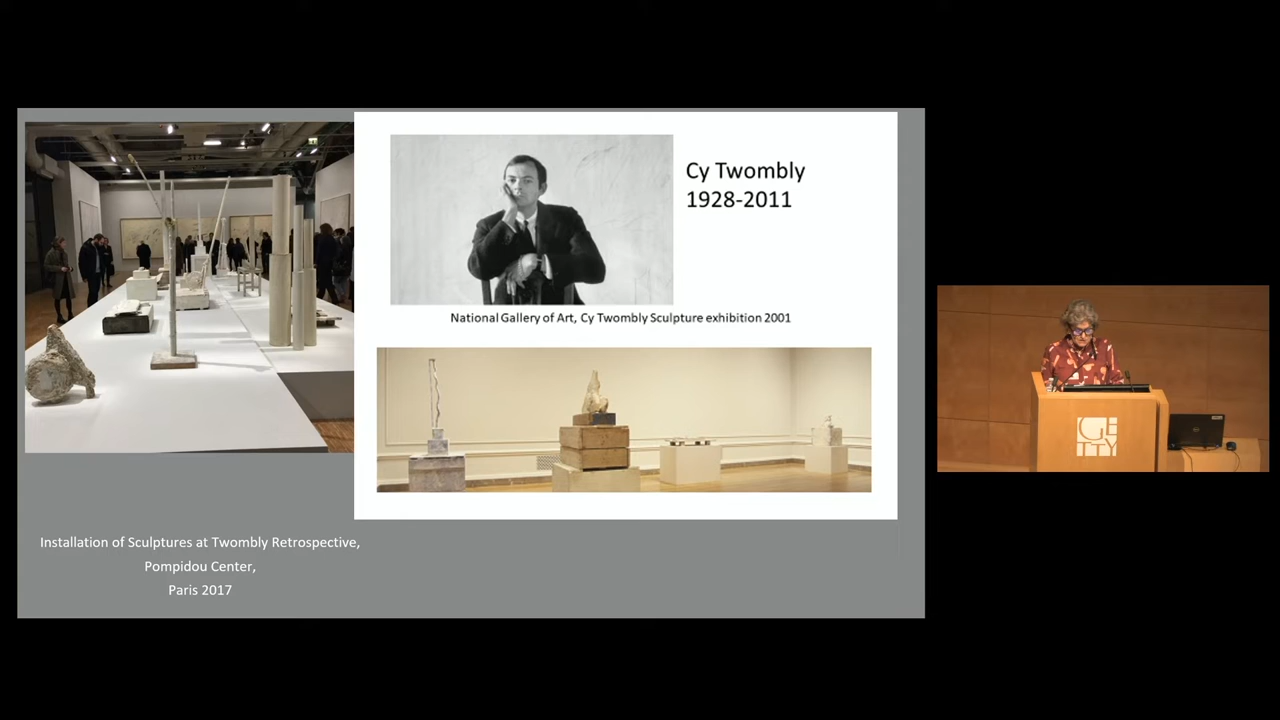 Cy Twombly
1928-2011
National Gallery of Art, Cy Twombly Sculpture exhibition 2001
Installation of Sculptures at Twombly Retrospective,
Pompidou Center,
Paris 2017
GETTY